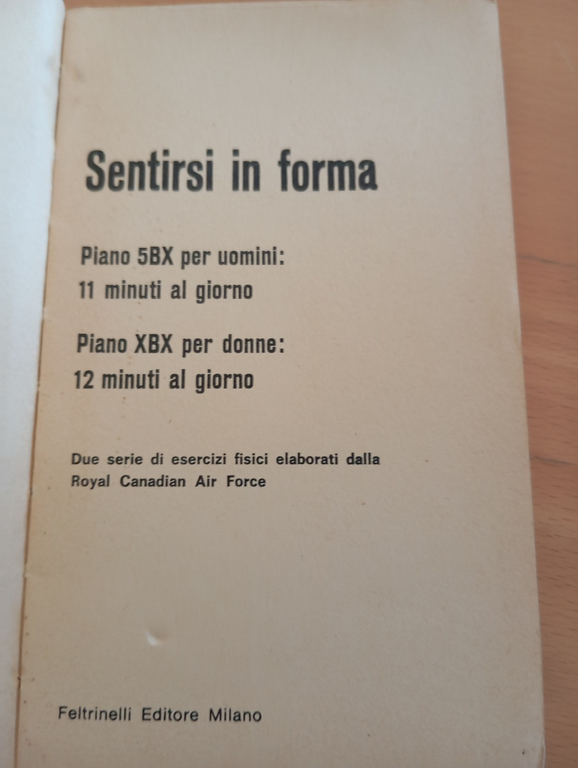 Sentirsi in forma
Piano 5BX per uomini:
11 minuti al giorno
Piano XBX per donne:
12 minuti al giorno
Due serie di esercizi fisici elaborati dalla
Royal Canadian Air Force
Feltrinelli Editore Milano